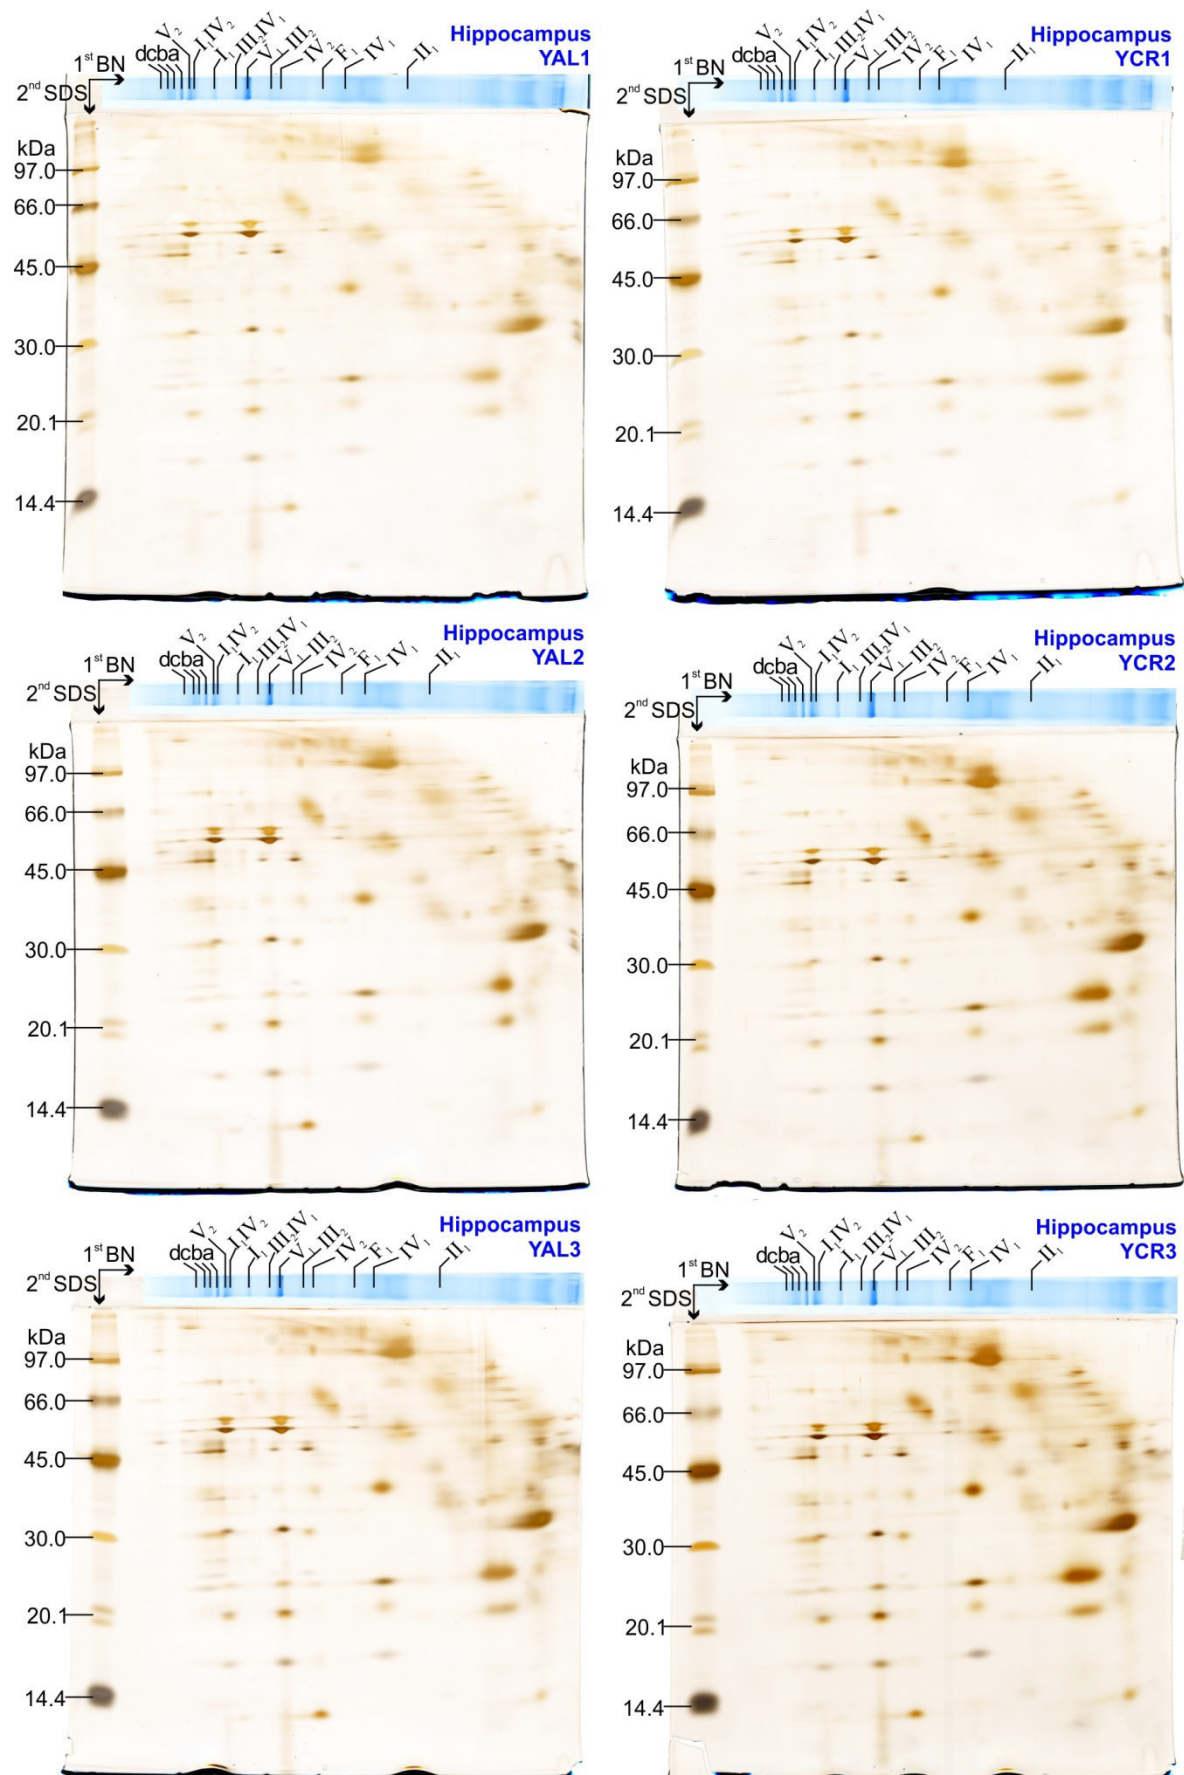 Hippocampus
YAL1
1st BN
2nd SDS
dcba
V2
I1IV2
I1
III2IV1
V1
III2
IV2
F1
IV1
II1
kDa
97.0
66.0
45.0
30.0
20.1
14.4
Hippocampus
YCR1
1st BN
2nd SDS
dcba
V2
I1IV2
I1
III2IV1
V1
III2
IV2
F1
IV1
II1
kDa
97.0
66.0
45.0
30.0
20.1
14.4
Hippocampus
YAL2
1st BN
2nd SDS
dcba
V2
I1IV2
I1
III2IV1
V1
III2
IV2
F1
IV1
II1
kDa
97.0
66.0
45.0
30.0
20.1
14.4
Hippocampus
YCR2
1st BN
2nd SDS
dcba
V2
I1IV2
I1
III2IV1
V1
III2
IV2
F1
IV1
II1
kDa
97.0
66.0
45.0
30.0
20.1
14.4
Hippocampus
YAL3
1st BN
2nd SDS
dcba
V2
I1IV2
I1
III2IV1
V1
III2
IV2
F1
IV1
II1
kDa
97.0
66.0
45.0
30.0
20.1
14.4
Hippocampus
YCR3
1st BN
2nd SDS
dcba
V2
I1IV2
I1
III2IV1
V1
III2
IV2
F1
IV1
II1
kDa
97.0
66.0
45.0
30.0
20.1
14.4